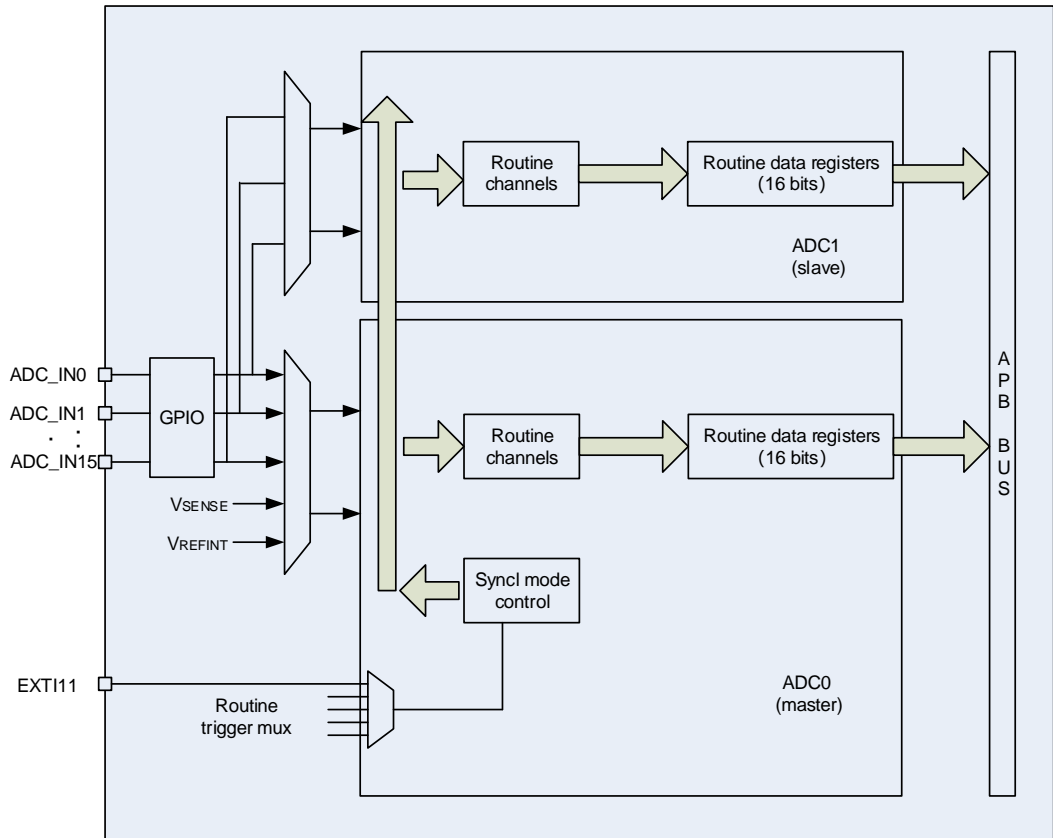 Routine
channels
Routine data registers
(16 bits)
ADC1
(slave)
ADC_IN0
ADC_IN1
. :
ADC_IN15
GPIO
VSENSE
VREFINT
Routine
channels
Routine data registers
(16 bits)
Syncl mode
control
EXTI11
Routine
trigger mux
ADC0
(master)
A
P
B
B
U
S